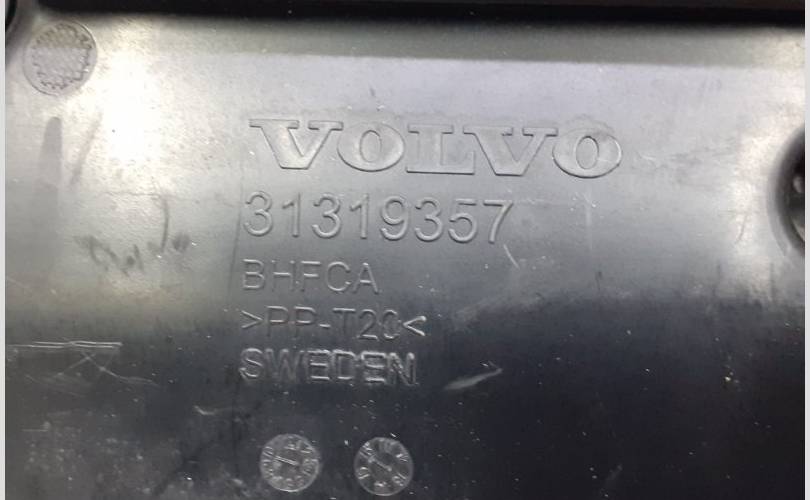 VOLVO
31319357
BHFCA
>PP-T20<
SWEDEN